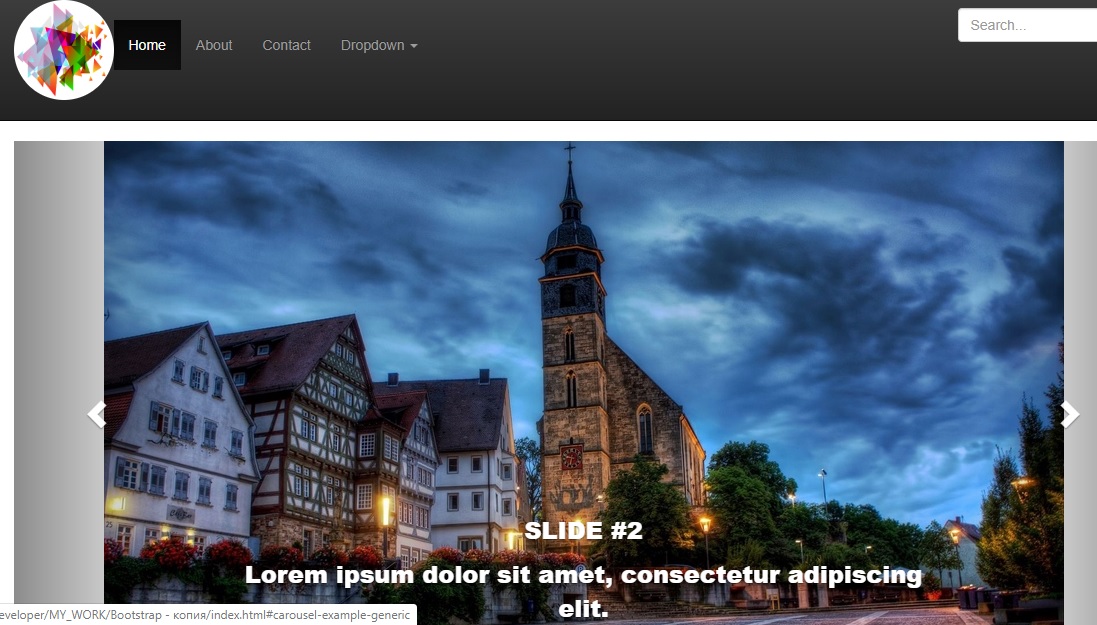 Home About Contact Dropdown
Search...
SLIDE #2
Lorem ipsum dolor sit amet, consectetur adipiscing
elit.
eveloper/MY_WORK/Bootstrap - копия/index.html#carousel-example-generic